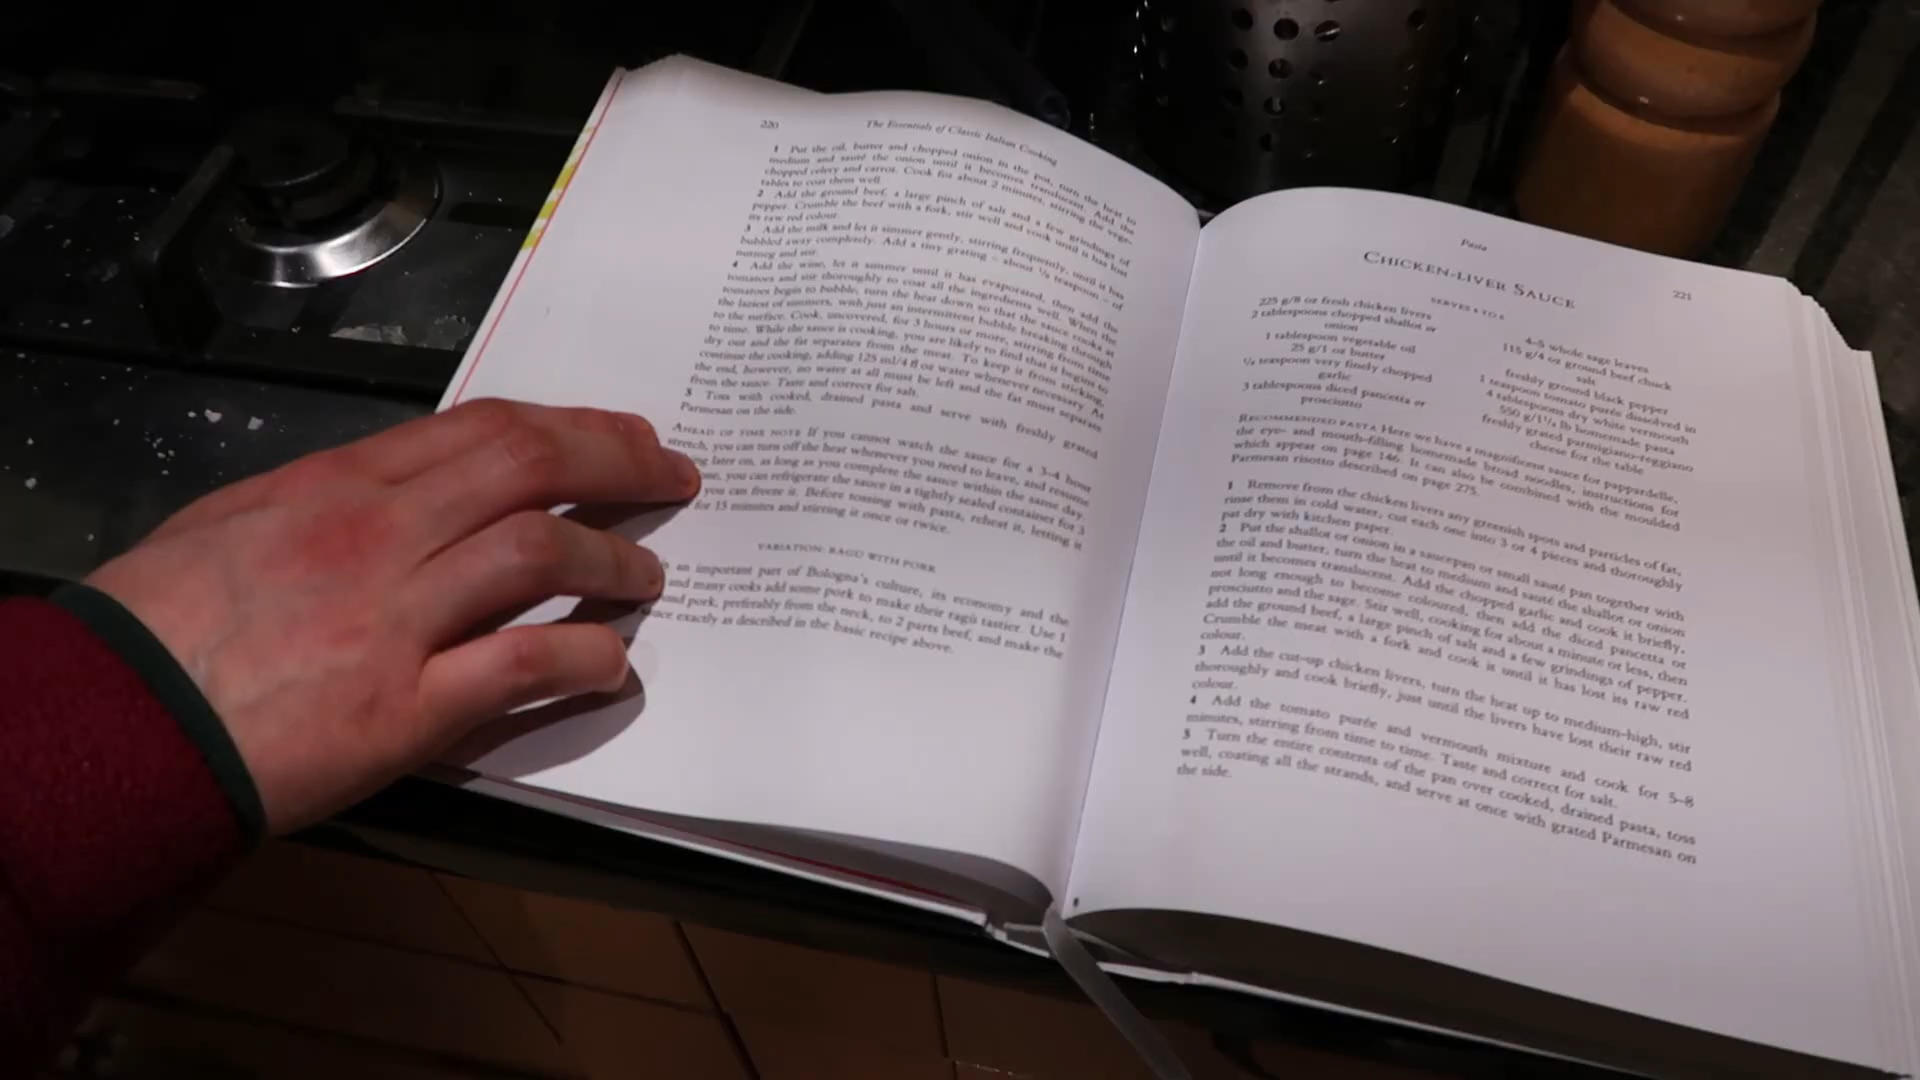 220
The Essentials of Classic Italian Cooking
1 Put the oil, butter and chopped onion in the pot, turn the heat to
medium and sauté the onion until it becomes translucent. Add the
chopped celery and carrot. Cook for about 2 minutes, stirring the vege-
tables to coat them well.
2 Add the ground beef, a large pinch of salt and a few grindings of
pepper. Crumble the beef with a fork, stir well and cook until it has lost
its raw red colour.
3 Add the milk and let it simmer gently, stirring frequently, until it has
bubbled away completely. Add a tiny grating – about ⅛ teaspoon – of
nutmeg and stir.
4 Add the wine, let it simmer until it has evaporated, then add the
tomatoes and stir thoroughly to coat all the ingredients well. When the
tomatoes begin to bubble, turn the heat down so that the sauce cooks at
the laziest of simmers, with just an intermittent bubble breaking through
to the surface. Cook, uncovered, for 3 hours or more, stirring from time
to time. While the sauce is cooking, you are likely to find that it begins to
dry out and the fat separates from the meat. To keep it from sticking,
continue the cooking, adding 125 ml/4 fl oz water whenever necessary. At
the end, however, no water at all must be left and the fat must separate
from the sauce. Taste and correct for salt.
5 Toss with cooked, drained pasta and serve with freshly grated
Parmesan on the side.
AHEAD OF TIME NOTE If you cannot watch the sauce for a 3–4 hour
stretch, you can turn off the heat whenever you need to leave, and resume
later on, as long as you complete the sauce within the same day.
you can refrigerate the sauce in a tightly sealed container for 3
you can freeze it. Before tossing with pasta, reheat it, letting it
for 15 minutes and stirring it once or twice.
VARIATION: RAGÙ WITH PORK
an important part of Bologna's culture, its economy and the
and many cooks add some pork to make their ragù tastier. Use 1
pork, preferably from the neck, to 2 parts beef, and make the
exactly as described in the basic recipe above.
Pasta
221
CHICKEN-LIVER SAUCE
SERVES 4 TO 6
225 g/8 oz fresh chicken livers
2 tablespoons chopped shallot or
onion
1 tablespoon vegetable oil
25 g/1 oz butter
¼ teaspoon very finely chopped
garlic
3 tablespoons diced pancetta or
prosciutto
4–5 whole sage leaves
115 g/4 oz ground beef chuck
salt
freshly ground black pepper
1 teaspoon tomato purée dissolved in
4 tablespoons dry white vermouth
550 g/1¼ lb homemade pasta
freshly grated parmigiano-reggiano
cheese for the table
RECOMMENDED PASTA Here we have a magnificent sauce for pappardelle,
the eye- and mouth-filling homemade broad noodles, instructions for
which appear on page 146. It can also be combined with the moulded
Parmesan risotto described on page 275.
1 Remove from the chicken livers any greenish spots and particles of fat,
rinse them in cold water, cut each one into 3 or 4 pieces and thoroughly
pat dry with kitchen paper.
2 Put the shallot or onion in a saucepan or small sauté pan together with
the oil and butter, turn the heat to medium and sauté the shallot or onion
until it becomes translucent. Add the chopped garlic and cook it briefly,
not long enough to become coloured, then add the diced pancetta or
prosciutto and the sage. Stir well, cooking for about a minute or less, then
add the ground beef, a large pinch of salt and a few grindings of pepper.
Crumble the meat with a fork and cook it until it has lost its raw red
colour.
3 Add the cut-up chicken livers, turn the heat up to medium-high, stir
thoroughly and cook briefly, just until the livers have lost their raw red
colour.
4 Add the tomato purée and vermouth mixture and cook for 5–8
minutes, stirring from time to time. Taste and correct for salt.
5 Turn the entire contents of the pan over cooked, drained pasta, toss
well, coating all the strands, and serve at once with grated Parmesan on
the side.